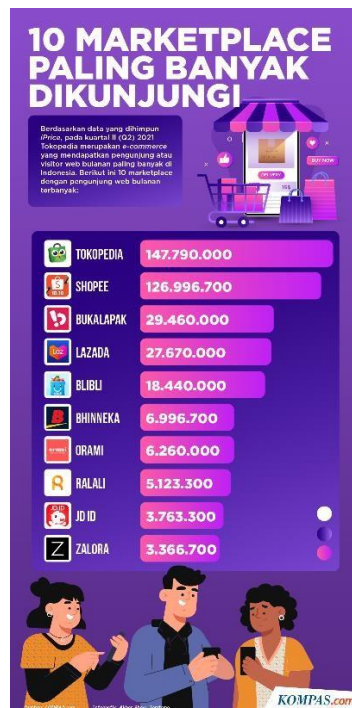 10 MARKETPLACE
PALING BANYAK
DIKUNJUNGI
Berdasarkan data yang dihimpun
iPrice, pada kuartal II (Q2) 2021
Tokopedia merupakan e-commerce
yang mendapatkan pengunjung atau
visitor web bulanan paling banyak di
Indonesia. Berikut ini 10 marketplace
dengan pengunjung web bulanan
terbanyak:
DELIVERY
BUY NOW
TOKOPEDIA 147.790.000
SHOPEE 126.996.700
BUKALAPAK 29.460.000
LAZADA 27.670.000
BLIBLI 18.440.000
BHINNEKA 6.996.700
ORAMI 6.260.000
RALALI 5.123.300
JD ID 3.763.300
ZALORA 3.366.700
KOMPAS.com